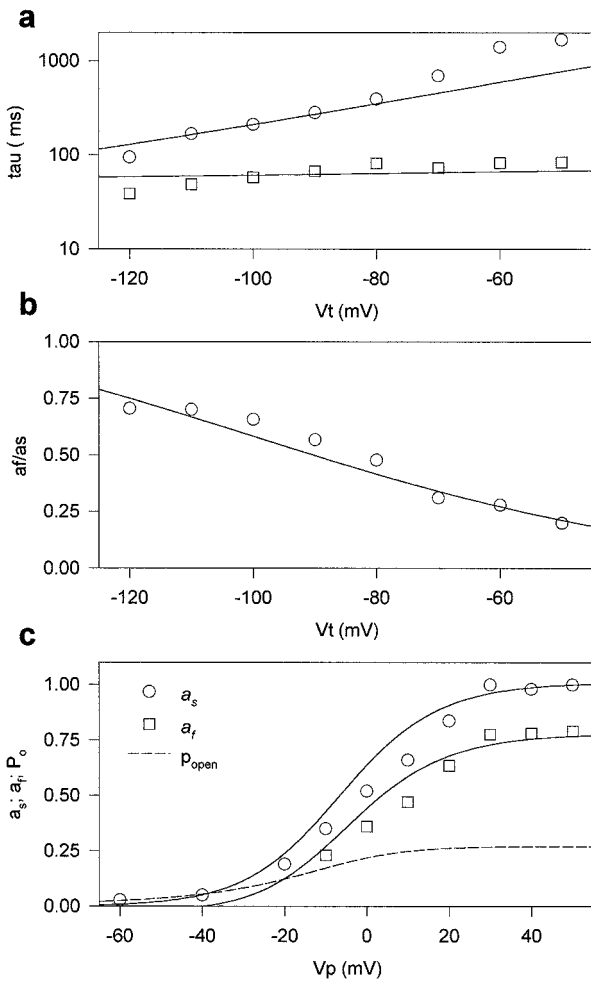 a
1000
100
10
tau ( ms)
-120
-100
-80
-60
Vt (mV)
b
1.00
0.75
0.50
0.25
0.00
af/as
-120
-100
-80
-60
Vt (mV)
c
1.00
0.75
0.50
0.25
0.00
a_s; a_f; P_o
a_s
a_f
p_open
-60
-40
-20
0
20
40
Vp (mV)